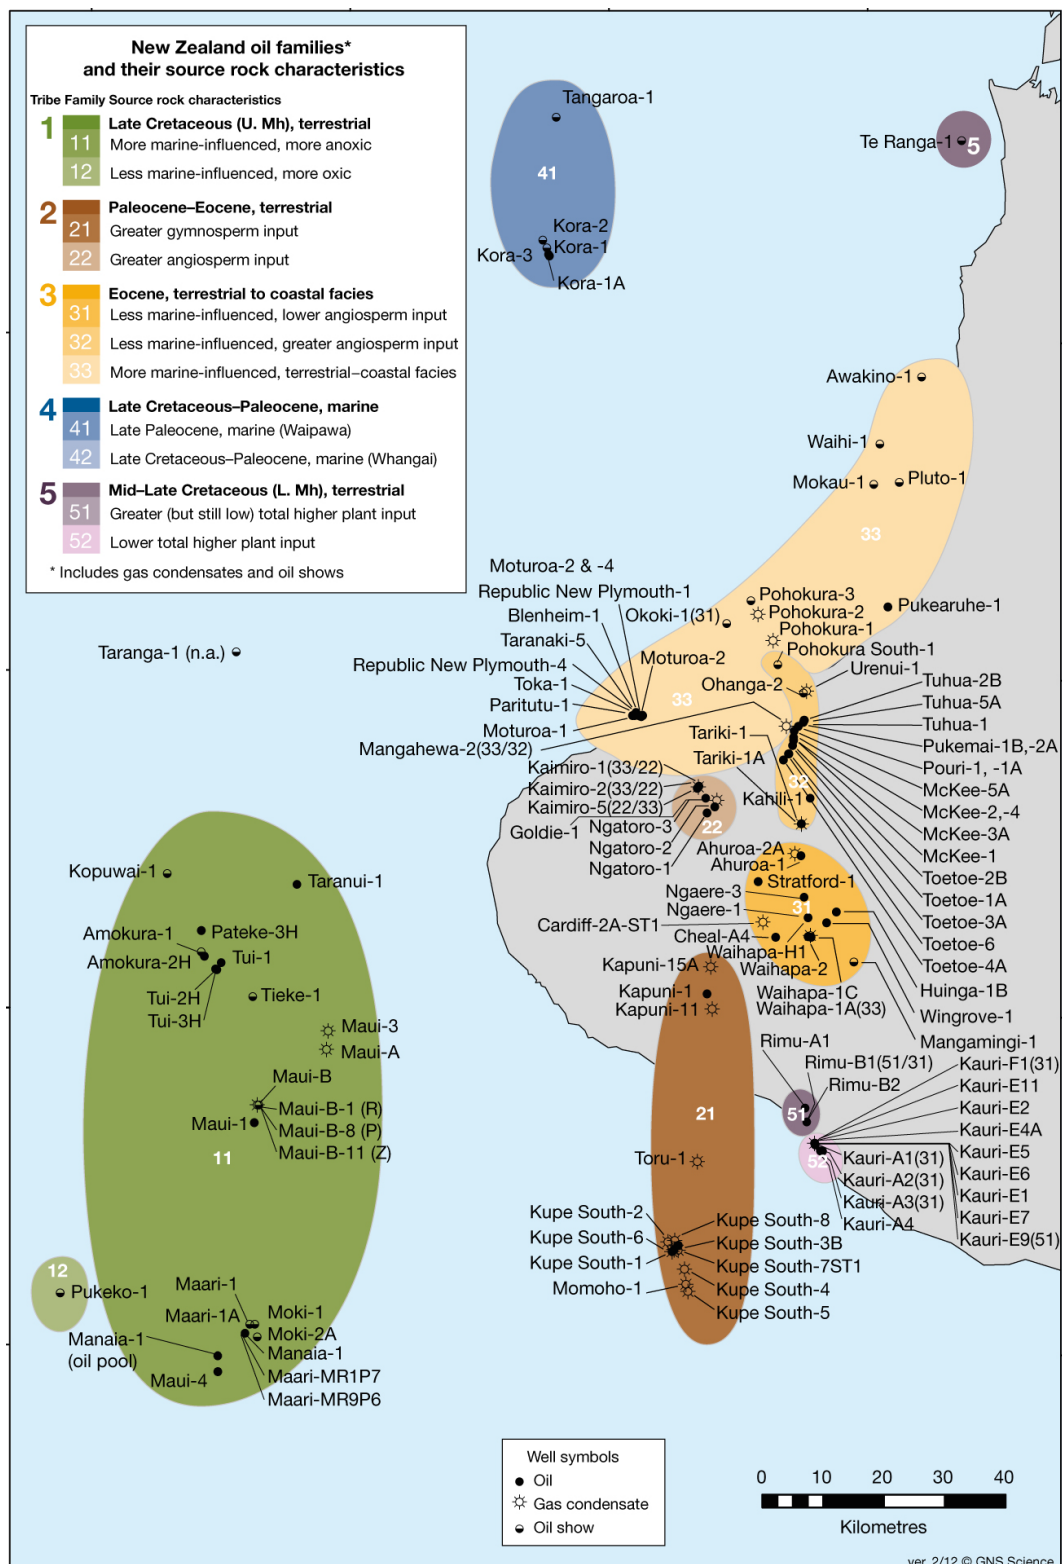 New Zealand oil families*
and their source rock characteristics
Tribe Family Source rock characteristics
1 Late Cretaceous (U. Mh), terrestrial
11 More marine-influenced, more anoxic
12 Less marine-influenced, more oxic
2 Paleocene–Eocene, terrestrial
21 Greater gymnosperm input
22 Greater angiosperm input
3 Eocene, terrestrial to coastal facies
31 Less marine-influenced, lower angiosperm input
32 Less marine-influenced, greater angiosperm input
33 More marine-influenced, terrestrial–coastal facies
4 Late Cretaceous–Paleocene, marine
41 Late Paleocene, marine (Waipawa)
42 Late Cretaceous–Paleocene, marine (Whangai)
5 Mid–Late Cretaceous (L. Mh), terrestrial
51 Greater (but still low) total higher plant input
52 Lower total higher plant input
* Includes gas condensates and oil shows
Tangaroa-1
41
Kora-2
Kora-1
Kora-3
Kora-1A
Te Ranga-1
5
Awakino-1
Waihi-1
Mokau-1
Pluto-1
33
Moturoa-2 & -4
Republic New Plymouth-1
Blenheim-1
Okoki-1(31)
Taranaki-5
Republic New Plymouth-4
Moturoa-2
Toka-1
Paritutu-1
33
Moturoa-1
Mangahewa-2(33/32)
Pohokura-3
Pohokura-2
Pohokura-1
Pukearuhe-1
Pohokura South-1
Urenui-1
Ohanga-2
Taranga-1 (n.a.)
Tariki-1
Tariki-1A
32
Kahili-1
Tuhua-2B
Tuhua-5A
Tuhua-1
Pukemai-1B,-2A
Pouri-1, -1A
McKee-5A
McKee-2,-4
McKee-3A
McKee-1
Toetoe-2B
Toetoe-1A
Toetoe-3A
Toetoe-6
Toetoe-4A
Huinga-1B
Wingrove-1
Mangamingi-1
Kaimiro-1(33/22)
Kaimiro-2(33/22)
Kaimiro-5(22/33)
Goldie-1
Ngatoro-3
Ngatoro-2
Ngatoro-1
22
Ahuroa-2A
Ahuroa-1
Stratford-1
Ngaere-3
31
Ngaere-1
Cardiff-2A-ST1
Cheal-A4
Waihapa-H1
Waihapa-2
Waihapa-1C
Waihapa-1A(33)
Kapuni-15A
Kapuni-1
Kapuni-11
21
Toru-1
Kupe South-2
Kupe South-8
Kupe South-6
Kupe South-3B
Kupe South-1
Kupe South-7ST1
Momoho-1
Kupe South-4
Kupe South-5
Rimu-A1
Rimu-B1(51/31)
Rimu-B2
51
52
Kauri-F1(31)
Kauri-E11
Kauri-E2
Kauri-E4A
Kauri-E5
Kauri-E6
Kauri-E1
Kauri-E7
Kauri-E9(51)
Kauri-A1(31)
Kauri-A2(31)
Kauri-A3(31)
Kauri-A4
Kopuwai-1
Taranui-1
Amokura-1
Pateke-3H
Amokura-2H
Tui-1
Tui-2H
Tui-3H
Tieke-1
Maui-3
Maui-A
Maui-B
Maui-B-1 (R)
Maui-1
Maui-B-8 (P)
Maui-B-11 (Z)
11
12
Pukeko-1
Maari-1
Maari-1A
Moki-1
Moki-2A
Manaia-1
(oil pool)
Manaia-1
Maui-4
Maari-MR1P7
Maari-MR9P6
Well symbols
Oil
Gas condensate
Oil show
0 10 20 30 40
Kilometres
ver. 2/12 © GNS Science